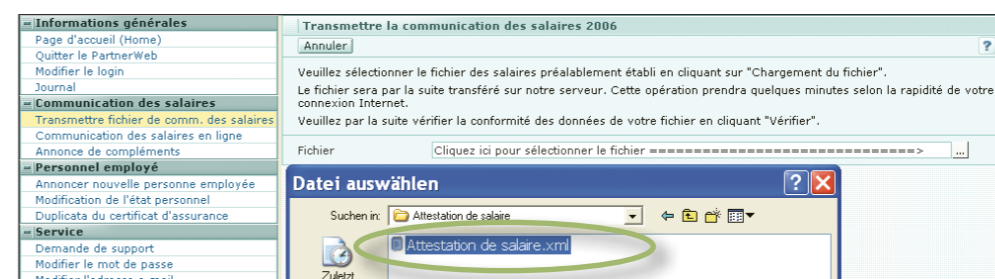 Informations générales
Page d'accueil (Home)
Quitter le PartnerWeb
Modifier le login
Journal
Communication des salaires
Transmettre fichier de comm. des salaires
Communication des salaires en ligne
Annonce de compléments
Personnel employé
Annoncer nouvelle personne employée
Modification de l'état personnel
Duplicata du certificat d'assurance
Service
Demande de support
Modifier le mot de passe
Modifier l'adresse e-mail
Transmettre la communication des salaires 2006
Annuler
?
Veuillez sélectionner le fichier des salaires préalablement établi en cliquant sur "Chargement du fichier".
Le fichier sera par la suite transféré sur notre serveur. Cette opération prendra quelques minutes selon la rapidité de votre
connexion Internet.
Veuillez par la suite vérifier la conformité des données de votre fichier en cliquant "Vérifier".
Fichier Cliquez ici pour sélectionner le fichier ==============================> ...
Datei auswählen
Suchen in: Attestation de salaire
Attestation de salaire.xml
Zuletzt